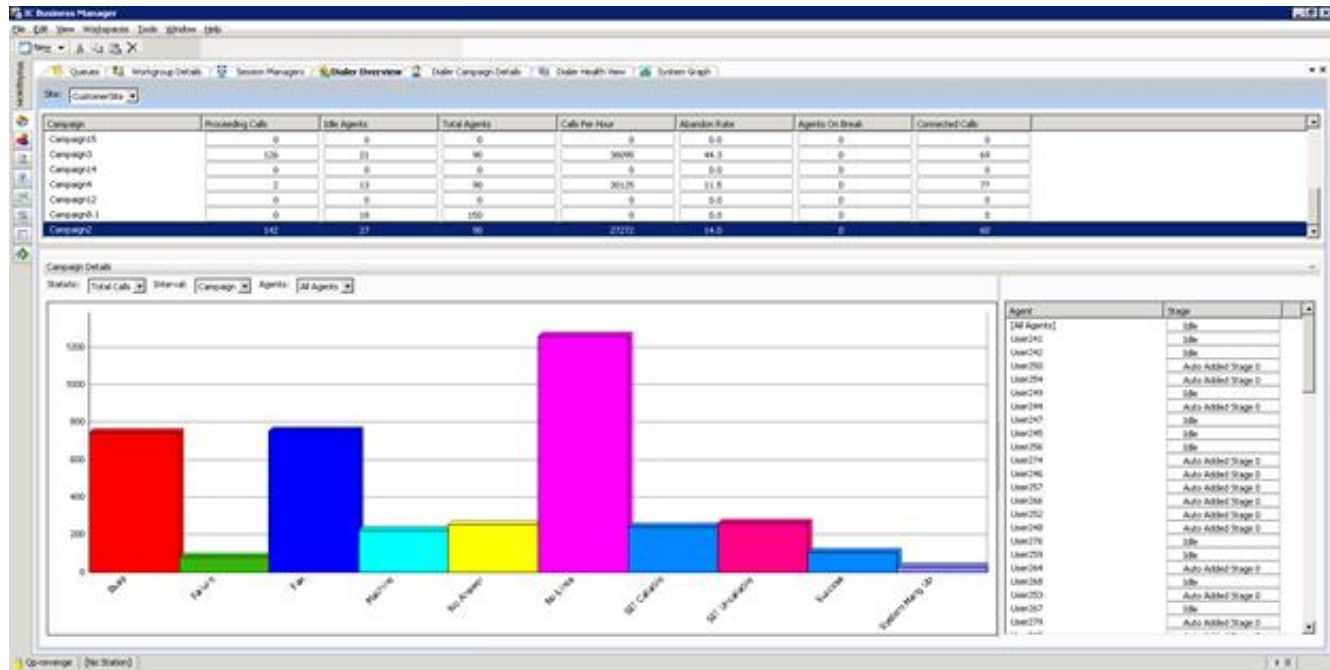 IC Business Manager
File Edit View Workspaces Tools Window Help
New
Workspaces
Queues Workgroup Details Session Managers Dialer Overview Dialer Campaign Details Dialer Health View System Graph
Site: CustomerSite
Campaign Proceeding Calls Idle Agents Total Agents Calls Per Hour Abandon Rate Agents On Break Connected Calls
Campaign15 0 0 0 0 0.0 0 0
Campaign3 126 21 90 44.3 0 69
Campaign14 0 0 0 0 0.0 0 0
Campaign4 2 13 90 11.5 0 77
Campaign12 0 0 0 0 0.0 0 0
Campaign8.1 0 18 150 0 0.0 0 0
Campaign2 142 27 90 27272 14.0 0 60
Campaign Details
Statistic: Total Calls Interval: Campaign Agents: All Agents
1200
1000
800
600
400
200
0
Busy
Failure
Fax
Machine
No Answer
No Lines
SIT Callable
SIT Uncallable
Success
System Hang Up
Agent Stage
[All Agents] Idle
User241 Idle
User242 Idle
User250 Auto Added Stage 0
User254 Auto Added Stage 0
User249 Idle
User244 Auto Added Stage 0
User247 Idle
User245 Idle
User256 Idle
User274 Auto Added Stage 0
User246 Auto Added Stage 0
User257 Auto Added Stage 0
User266 Auto Added Stage 0
User252 Auto Added Stage 0
User248 Auto Added Stage 0
User276 Idle
User259 Idle
User264 Auto Added Stage 0
User268 Idle
User253 Auto Added Stage 0
User267 Idle
User279 Auto Added Stage 0
[No Station]